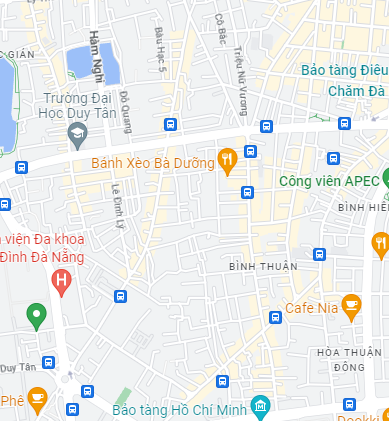 Hàm Nghi
Bàu Hạc 5
Cô Bắc
Triệu Nữ Vương
C GIÁN
Bảo tàng Điêu
Chăm Đà
Trường Đại
Học Duy Tân
Đỗ Quang
Bánh Xèo Bà Dưỡng
Lê Đình Lý
Công viên APEC
BÌNH HIÊ
n viện Đa khoa
Đình Đà Nẵng
H
BÌNH THUẬN
Cafe Nia
HÒA THUẬN
ĐÔNG
Duy Tân
Phê
Bảo tàng Hồ Chí Minh